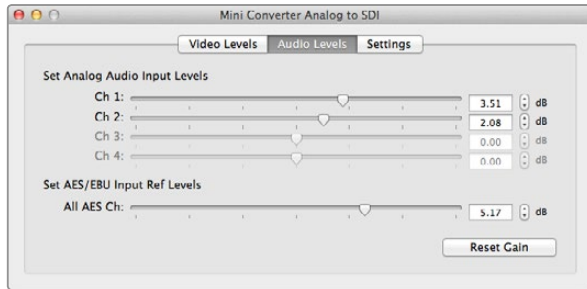 Mini Converter Analog to SDI
Video Levels Audio Levels Settings
Set Analog Audio Input Levels
Ch 1: 3.51 dB
Ch 2: 2.08 dB
Ch 3: 0.00 dB
Ch 4: 0.00 dB
Set AES/EBU Input Ref Levels
All AES Ch: 5.17 dB
Reset Gain